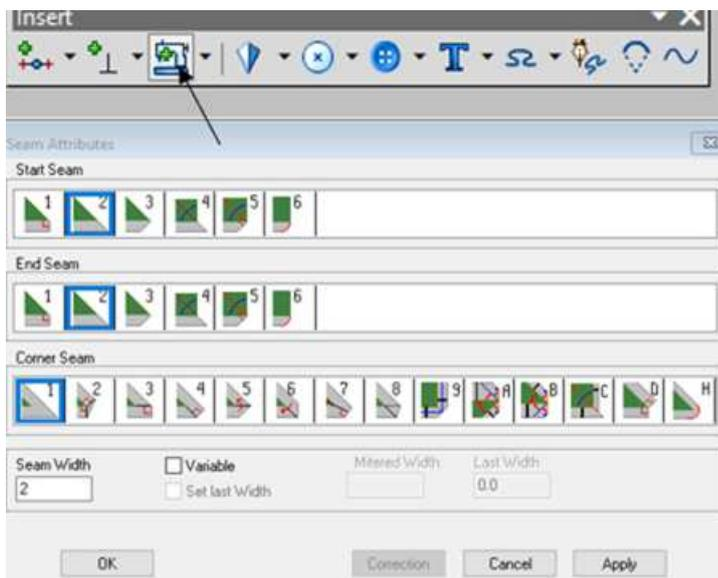 Insert
Seam Attributes
Start Seam
1 2 3 4 5 6
End Seam
1 2 3 4 5 6
Corner Seam
1 2 3 4 5 6 7 8 9 A B C D H
Seam Width Variable Mitered Width Last Width
2 Set last Width 0.0
OK Correction Cancel Apply